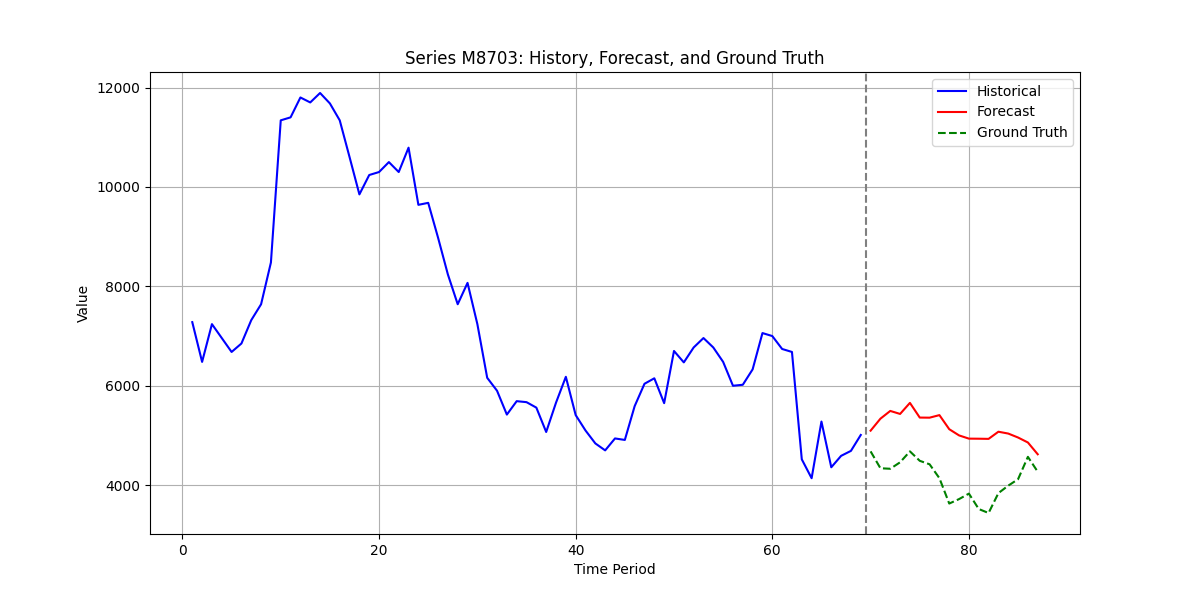 Series M8703: History, Forecast, and Ground Truth
Historical
Forecast
Ground Truth
12000
10000
8000
6000
4000
Value
0 20 40 60 80
Time Period